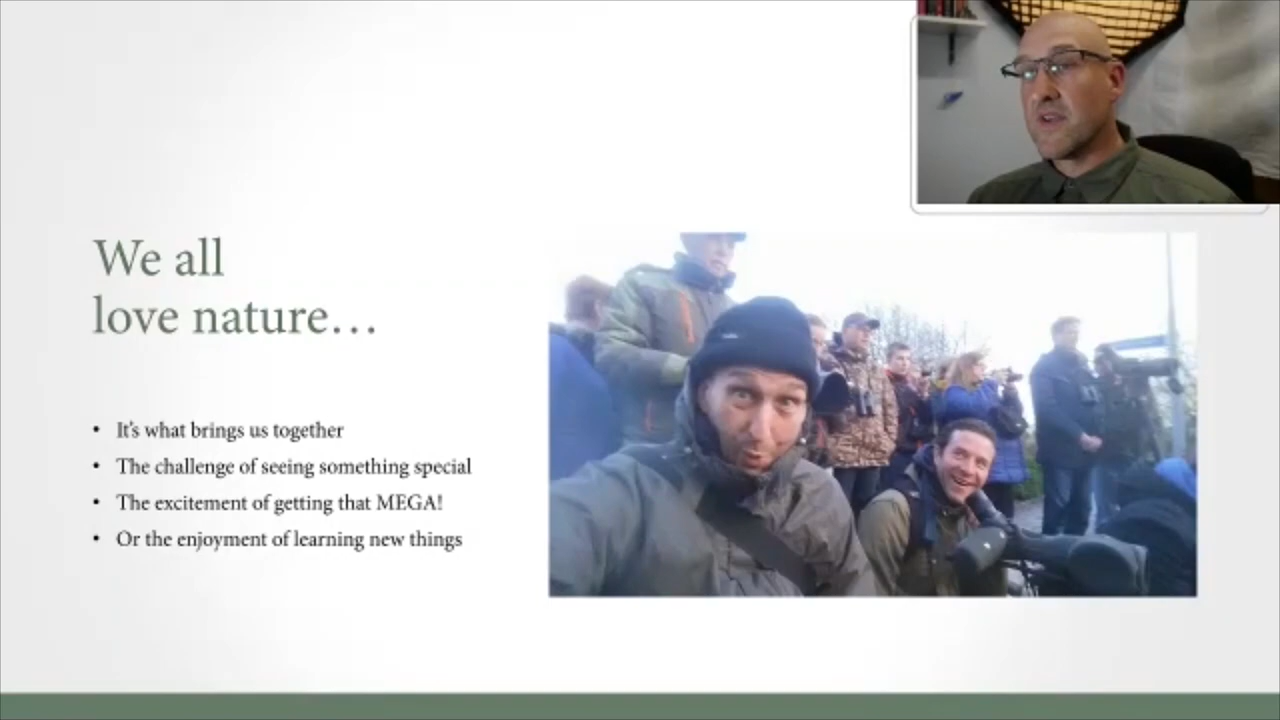 We all
love nature…
• It's what brings us together
• The challenge of seeing something special
• The excitement of getting that MEGA!
• Or the enjoyment of learning new things